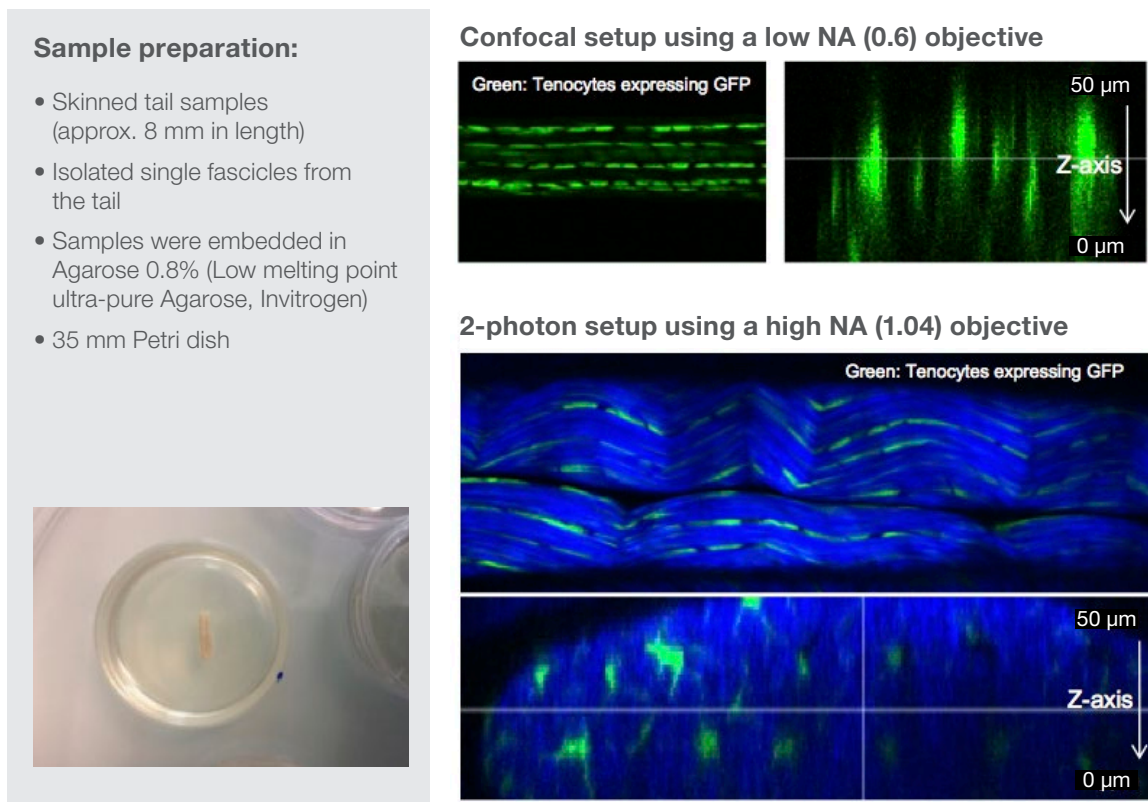 Sample preparation:
• Skinned tail samples
(approx. 8 mm in length)
• Isolated single fascicles from
the tail
• Samples were embedded in
Agarose 0.8% (Low melting point
ultra-pure Agarose, Invitrogen)
• 35 mm Petri dish
Confocal setup using a low NA (0.6) objective
Green: Tenocytes expressing GFP
50 µm
Z-axis
0 µm
2-photon setup using a high NA (1.04) objective
Green: Tenocytes expressing GFP
50 µm
Z-axis
0 µm